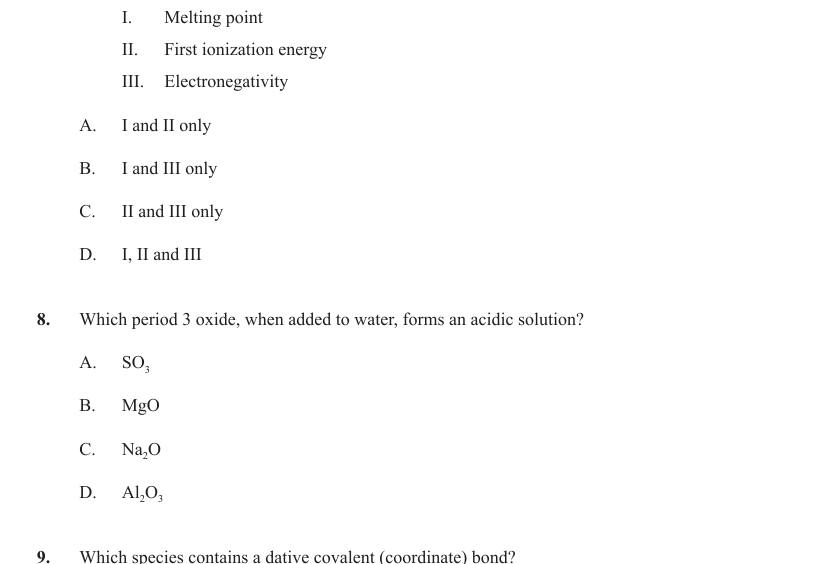 I. Melting point
II. First ionization energy
III. Electronegativity
A. I and II only
B. I and III only
C. II and III only
D. I, II and III
8. Which period 3 oxide, when added to water, forms an acidic solution?
A. SO₃
B. MgO
C. Na₂O
D. Al₂O₃
9. Which species contains a dative covalent (coordinate) bond?